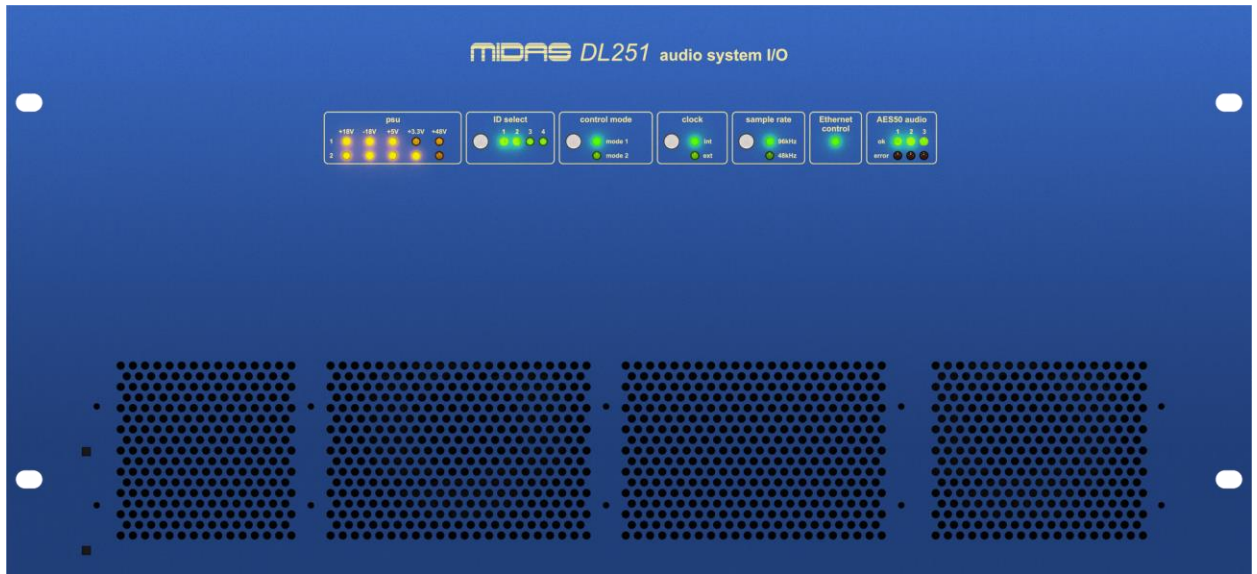 MIDAS DL251 audio system I/O
psu
+18V -18V +5V +3.3V +48V
1
2
ID select
1 2 3 4
control mode
mode 1
mode 2
clock
int
ext
sample rate
96kHz
48kHz
Ethernet
control
AES50 audio
1 2 3
ok
error